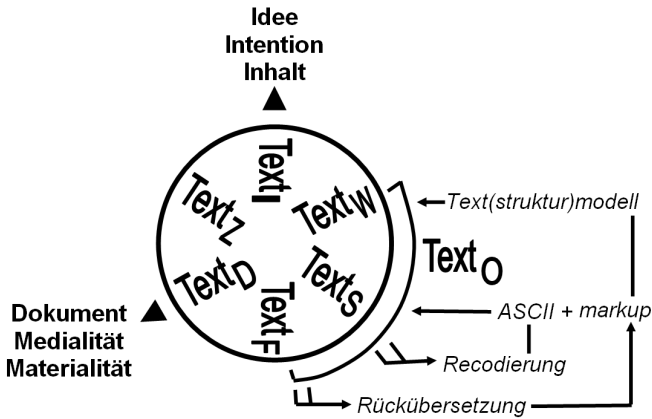 Idee
Intention
Inhalt
TextI
TextZ
TextW
TextD
TextS
TextF
TextO
Text(struktur)modell
ASCII + markup
Recodierung
Rückübersetzung
Dokument
Medialität
Materialität